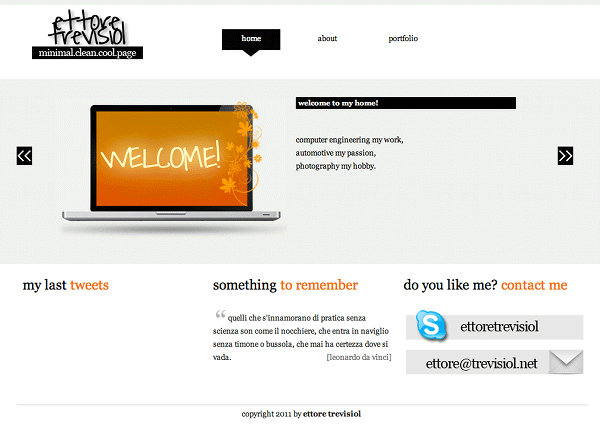 ettore
trevisiol
minimal.clean.cool.page
home about portfolio
welcome to my home!
WELCOME!
computer engineering my work,
automotive my passion,
photography my hobby.
my last tweets
something to remember
“ quelli che s'innamorano di pratica senza
scienza son come il nocchiere, che entra in naviglio
senza timone o bussola, che mai ha certezza dove si
vada. [leonardo da vinci]
do you like me? contact me
ettoretrevisiol
ettore@trevisiol.net
copyright 2011 by ettore trevisiol